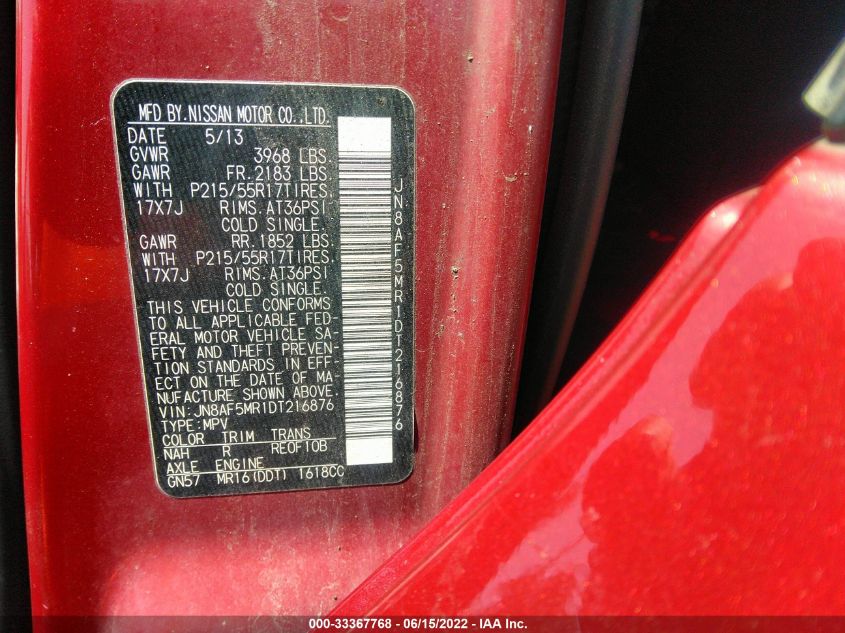 MFD BY.NISSAN MOTOR CO.,LTD.
DATE 5/13
GVWR 3968 LBS.
GAWR FR.2183 LBS.
WITH P215/55R17TIRES.
17X7J RIMS.AT36PSI
COLD SINGLE.
GAWR RR.1852 LBS.
WITH P215/55R17TIRES.
17X7J RIMS.AT36PSI
COLD SINGLE.
THIS VEHICLE CONFORMS
TO ALL APPLICABLE FED-
ERAL MOTOR VEHICLE SA-
FETY AND THEFT PREVEN-
TION STANDARDS IN EFF-
ECT ON THE DATE OF MA-
NUFACTURE SHOWN ABOVE.
VIN:JN8AF5MR1DT216876
TYPE:MPV
COLOR TRIM TRANS
NAH R RE0F10B
AXLE ENGINE
GN57 MR16(DDT) 1618CC
JN8AF5MR1DT216876
000-33367768 - 06/15/2022 - IAA Inc.